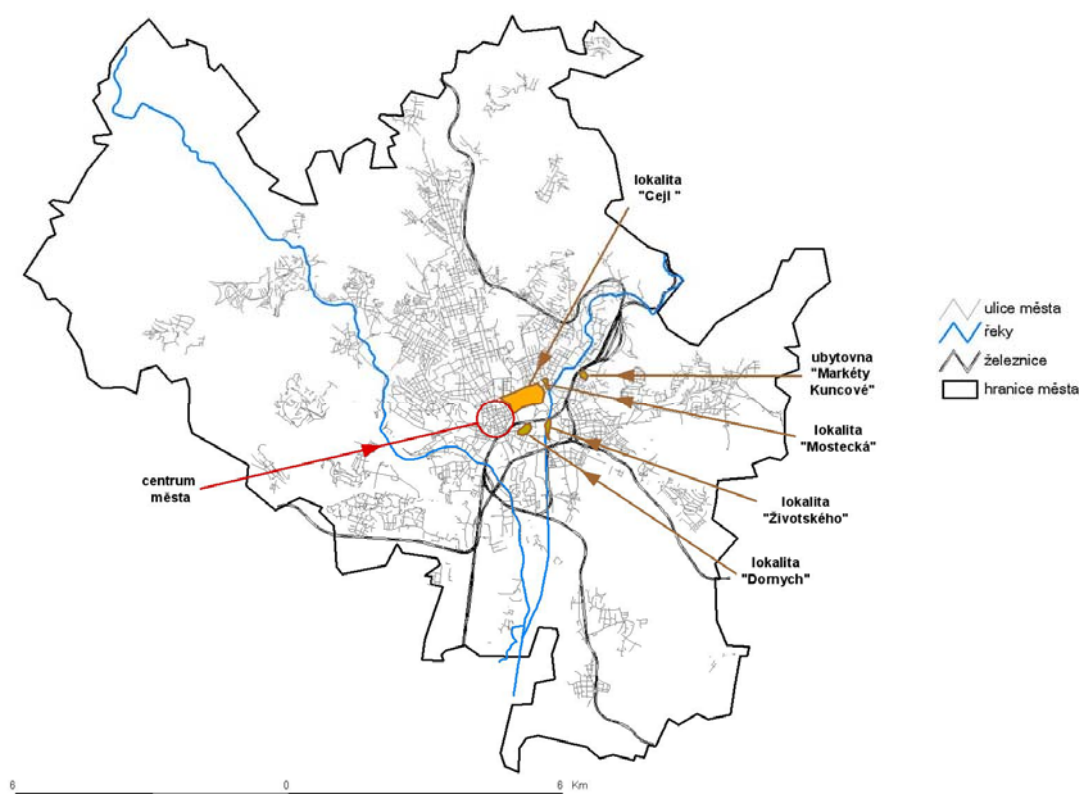 lokalita
"Cejl "
ulice města
řeky
železnice
hranice města
ubytovna
"Markéty
Kuncové"
lokalita
"Mostecká"
centrum
města
lokalita
"Životského"
lokalita
"Dornych"
6 0 6 Km